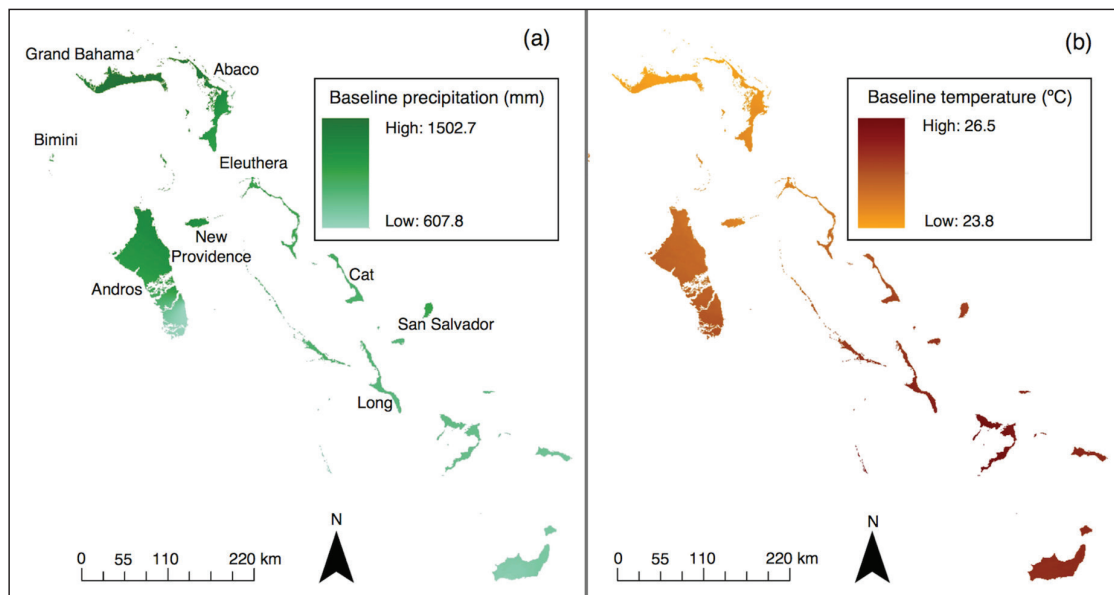 (a)
Grand Bahama
Abaco
Baseline precipitation (mm)
High: 1502.7
Low: 607.8
Bimini
Eleuthera
New
Providence
Andros
Cat
San Salvador
Long
N
0 55 110 220 km
(b)
Baseline temperature (ºC)
High: 26.5
Low: 23.8
N
0 55 110 220 km